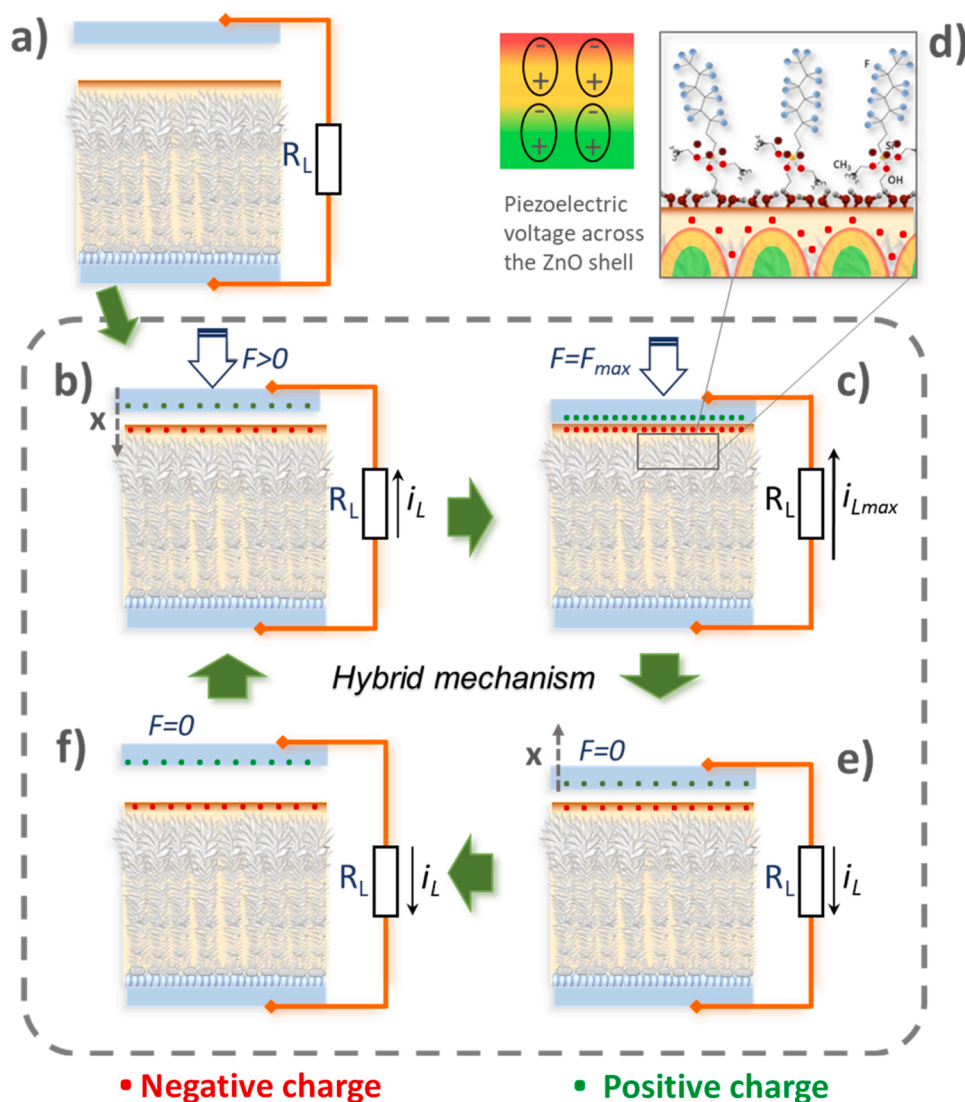 a)
R_L
- -
+ +
- -
+ +
Piezoelectric
voltage across
the ZnO shell
d)
F
Si
CH₃
OH
b)
F>0
x
R_L
i_L
F=F_max
c)
R_L
i_Lmax
Hybrid mechanism
f)
F=0
R_L
i_L
x
F=0
e)
R_L
i_L
• Negative charge
• Positive charge